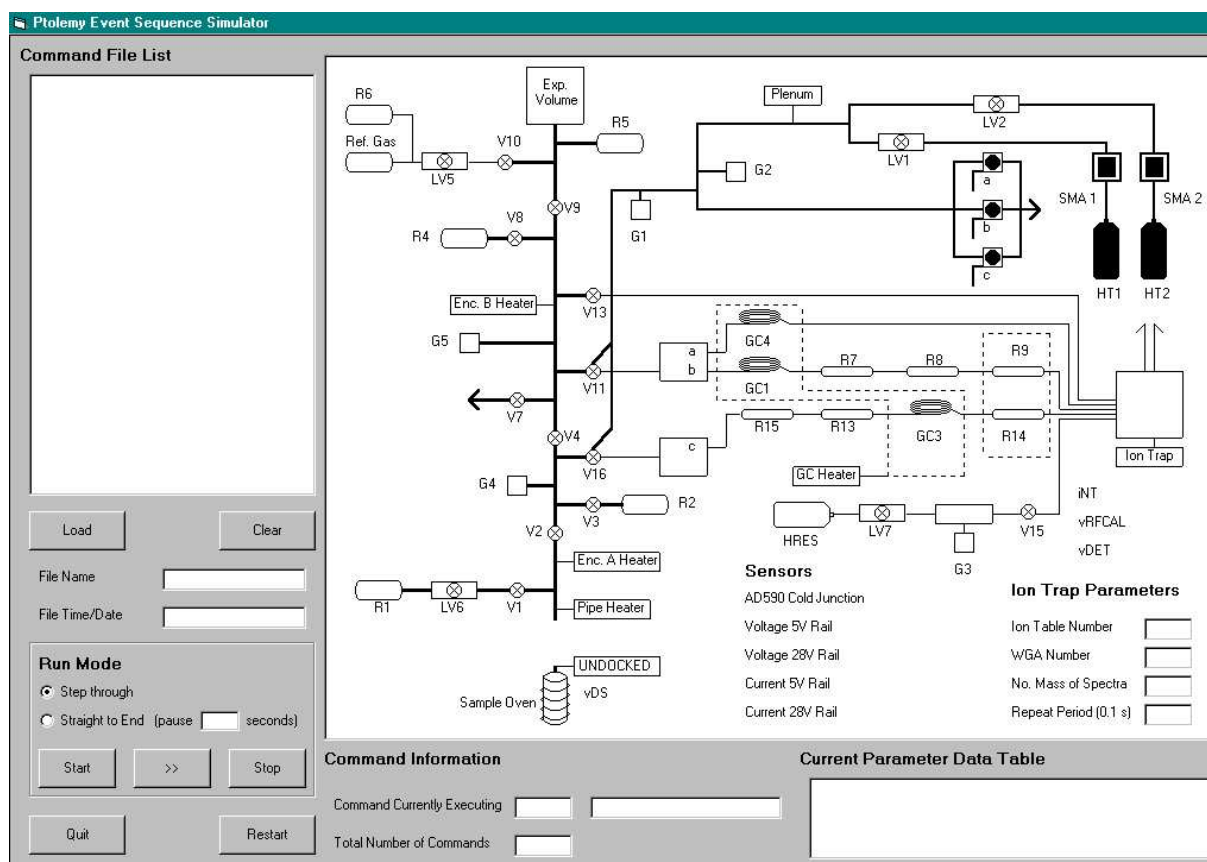 Ptolemy Event Sequence Simulator
Command File List
Load
Clear
File Name
File Time/Date
Run Mode
Step through
Straight to End (pause seconds)
Start
>>
Stop
Quit
Restart
Exp.
Volume
R6
Ref. Gas
LV5
V10
R5
V9
V8
R4
Enc. B Heater
V13
G5
V11
V7
V4
V16
G4
V3
R2
V2
Enc. A Heater
R1
LV6
V1
Pipe Heater
UNDOCKED
Sample Oven
vDS
Plenum
LV2
LV1
G2
G1
a
b
c
SMA 1
SMA 2
HT1
HT2
a
b
GC4
GC1
R7
R8
R9
c
R15
R13
GC3
R14
GC Heater
Ion Trap
HRES
LV7
G3
V15
iNT
vRFCAL
vDET
Sensors
AD590 Cold Junction
Voltage 5V Rail
Voltage 28V Rail
Current 5V Rail
Current 28V Rail
Ion Trap Parameters
Ion Table Number
WGA Number
No. Mass of Spectra
Repeat Period (0.1 s)
Command Information
Command Currently Executing
Total Number of Commands
Current Parameter Data Table